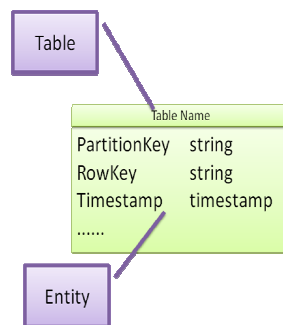 Table
Table Name
PartitionKey string
RowKey string
Timestamp timestamp
......
Entity